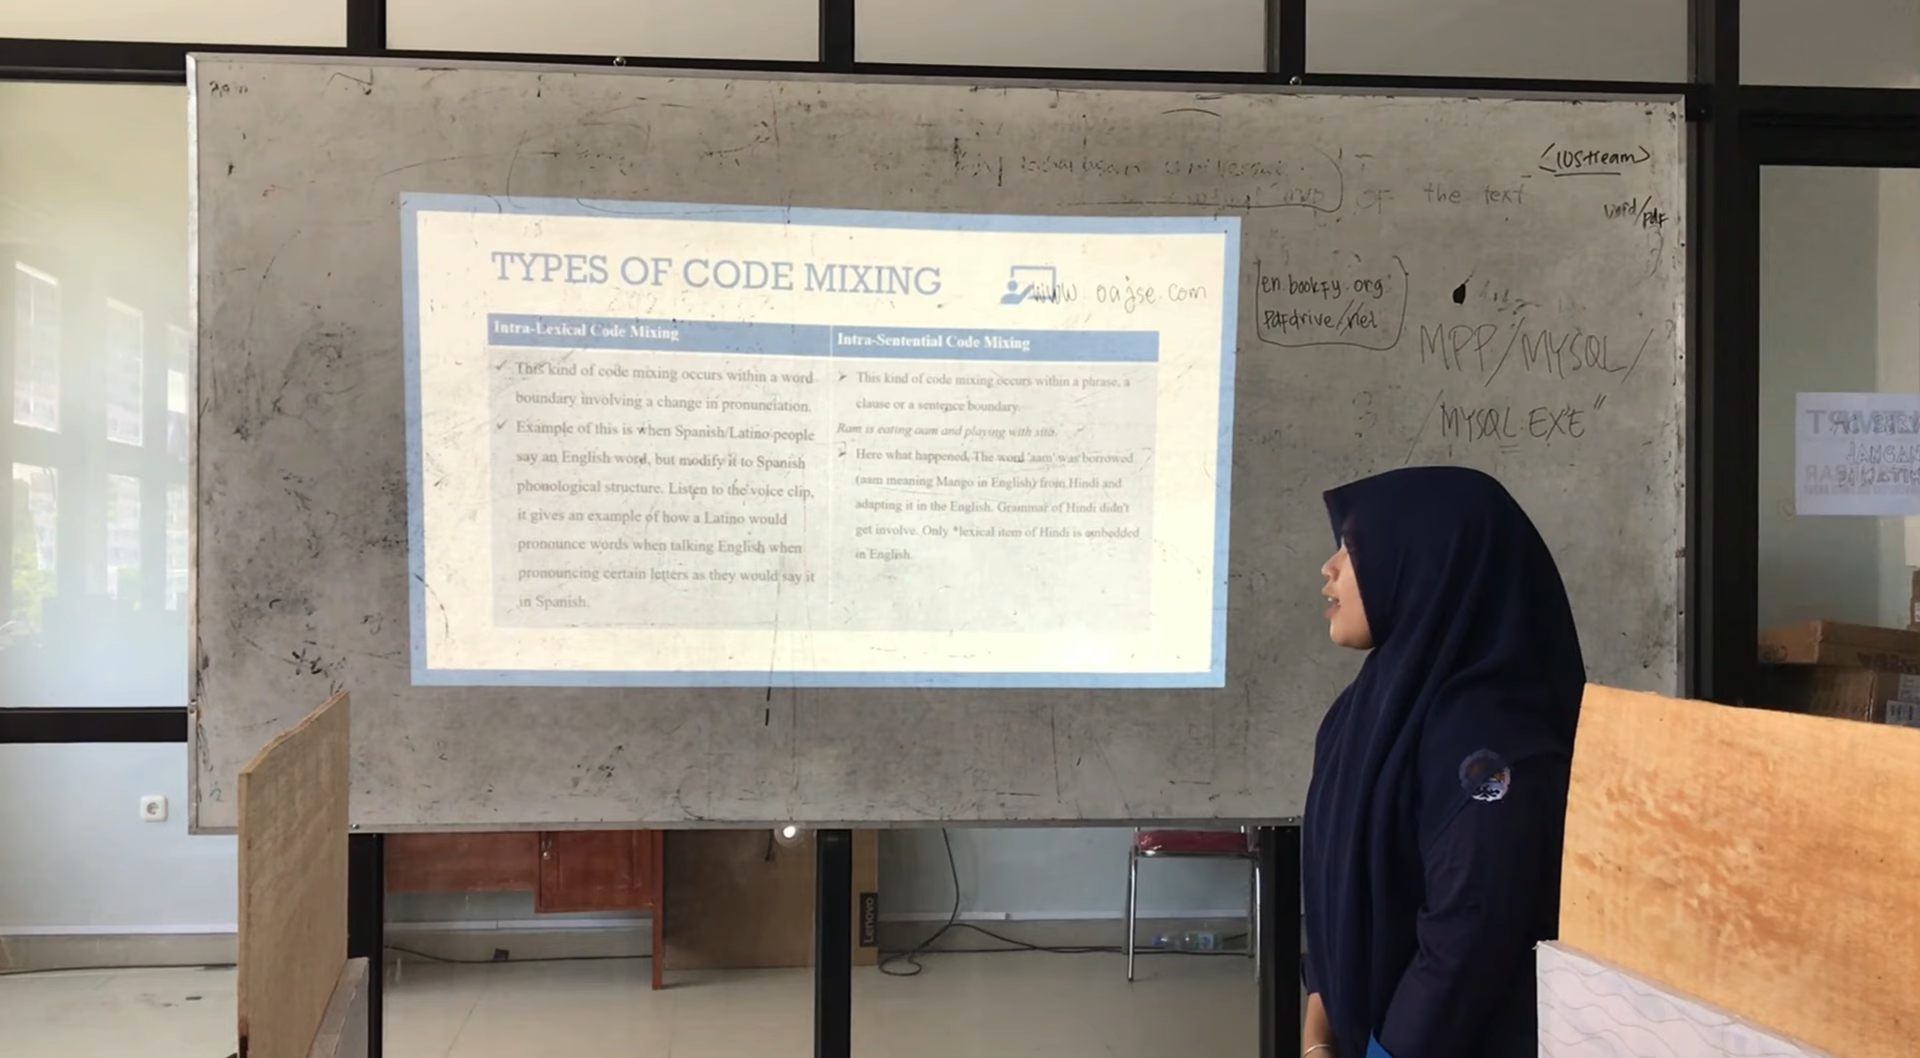 <iostream>
OF the text
word/pdf
TYPES OF CODE MIXING
www.oajse.com
en.bookfy.org
Pdfdrive/net
MPP/MYSQL/
/MYSQL.EXE"
Intra-Lexical Code Mixing
✓ This kind of code mixing occurs within a word
boundary involving a change in pronunciation.
✓ Example of this is when Spanish/Latino people
say an English word, but modify it to Spanish
phonological structure. Listen to the voice clip,
it gives an example of how a Latino would
pronounce words when talking English when
pronouncing certain letters as they would say it
in Spanish.
Intra-Sentential Code Mixing
➢ This kind of code mixing occurs within a phrase, a
clause or a sentence boundary.
Ram is eating aam and playing with sita.
➢ Here what happened, The word 'aam' was borrowed
(aam meaning Mango in English) from Hindi and
adapting it in the English. Grammar of Hindi didn't
get involve. Only *lexical item of Hindi is embedded
in English.
JANGAN
Lenovo